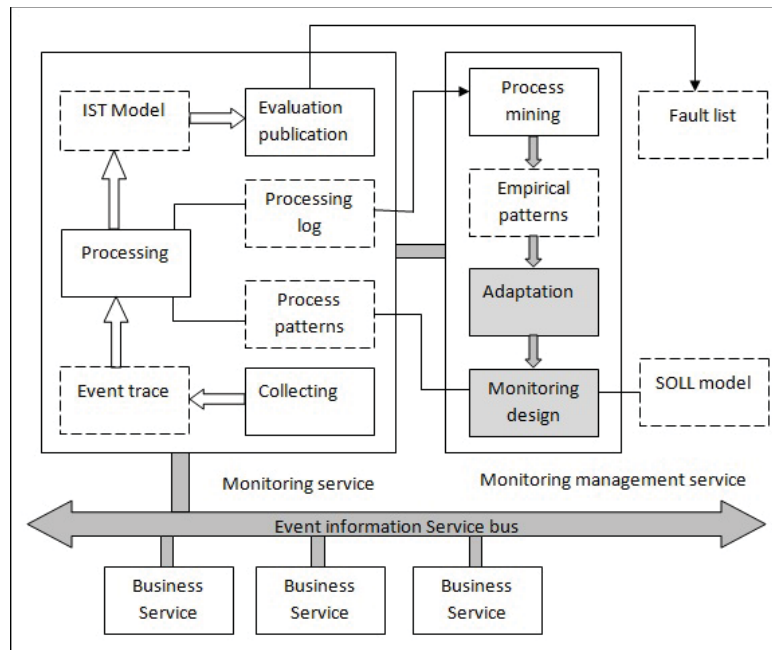 IST Model
Evaluation
publication
Process
mining
Fault list
Processing
log
Empirical
patterns
Processing
Process
patterns
Adaptation
Event trace
Collecting
Monitoring
design
SOLL model
Monitoring service
Monitoring management service
Event information Service bus
Business
Service
Business
Service
Business
Service